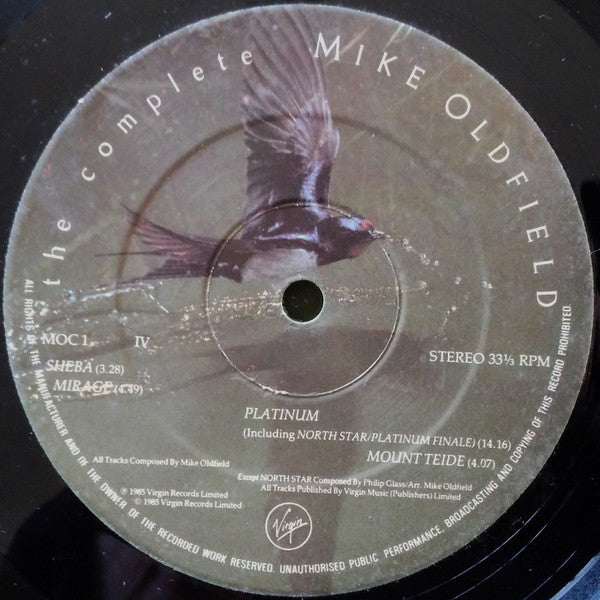 the complete MIKE OLDFIELD
MOC 1 IV
STEREO 33⅓ RPM
SHEBA (3.28)
MIRAGE (4.49)
PLATINUM
(Including NORTH STAR/PLATINUM FINALE) (14.16)
MOUNT TEIDE (4.07)
All Tracks Composed By Mike Oldfield
Except NORTH STAR Composed By Philip Glass/Arr. Mike Oldfield
All Tracks Published By Virgin Music (Publishers) Limited
℗ 1985 Virgin Records Limited
© 1985 Virgin Records Limited
Virgin
ALL RIGHTS OF THE MANUFACTURER AND OF THE OWNER OF THE RECORDED WORK RESERVED. UNAUTHORISED PUBLIC PERFORMANCE, BROADCASTING AND COPYING OF THIS RECORD PROHIBITED.